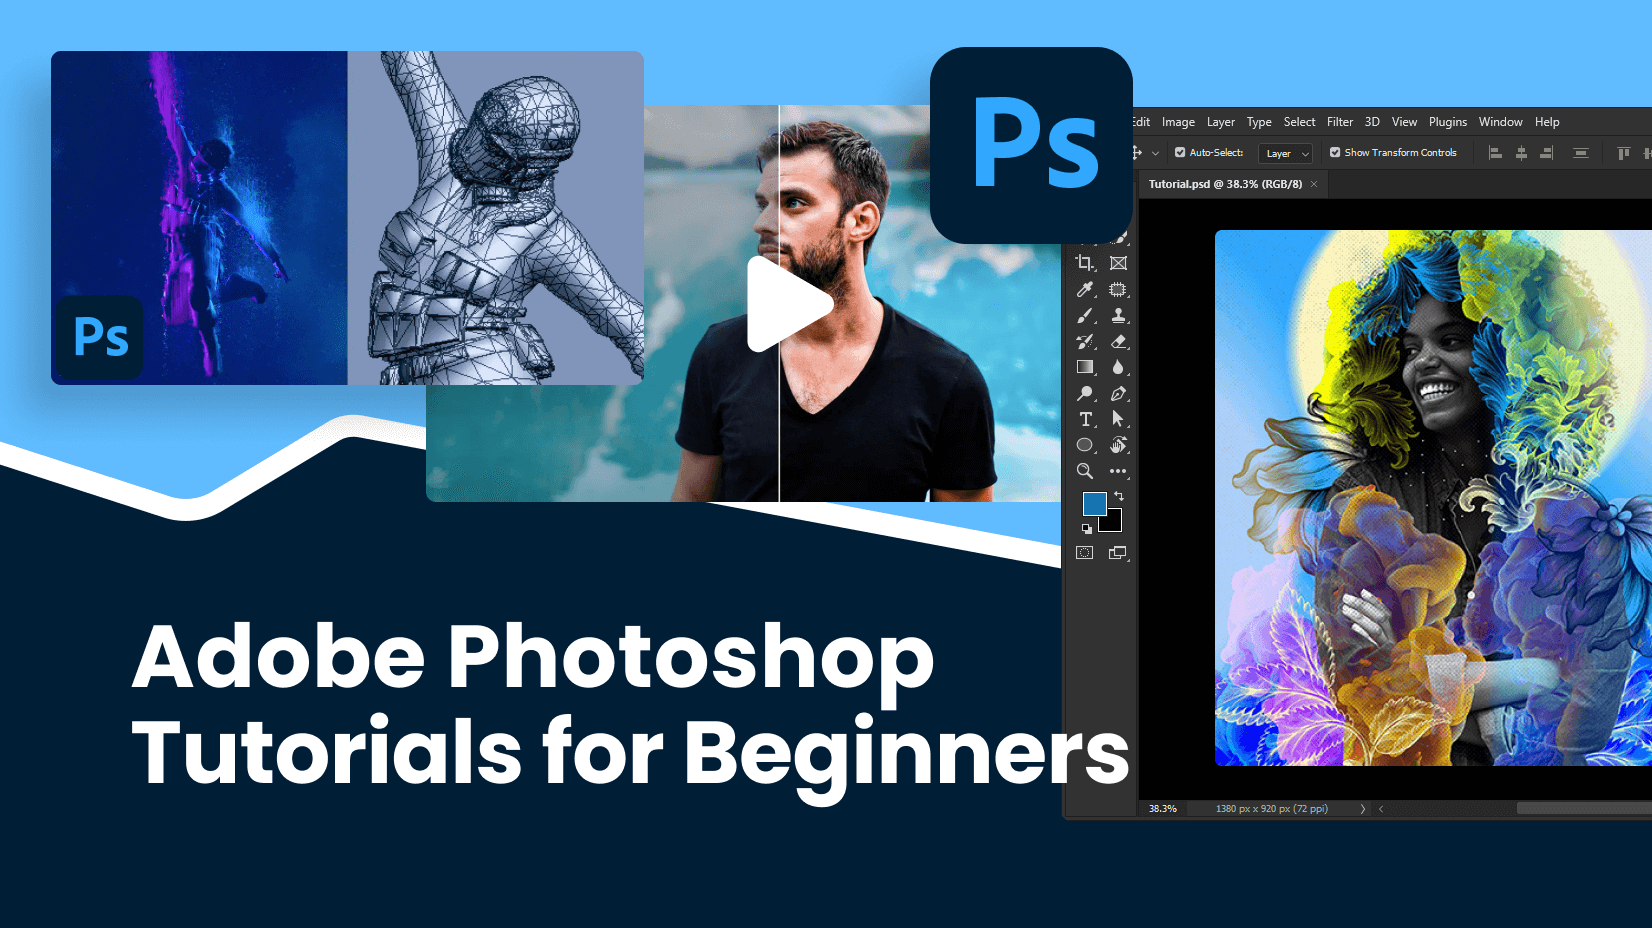 Ps
Ps
Edit Image Layer Type Select Filter 3D View Plugins Window Help
Auto-Select: Layer Show Transform Controls
Tutorial.psd @ 38.3% (RGB/8) ×
Adobe Photoshop
Tutorials for Beginners
38.3% 1380 px x 920 px (72 ppi)